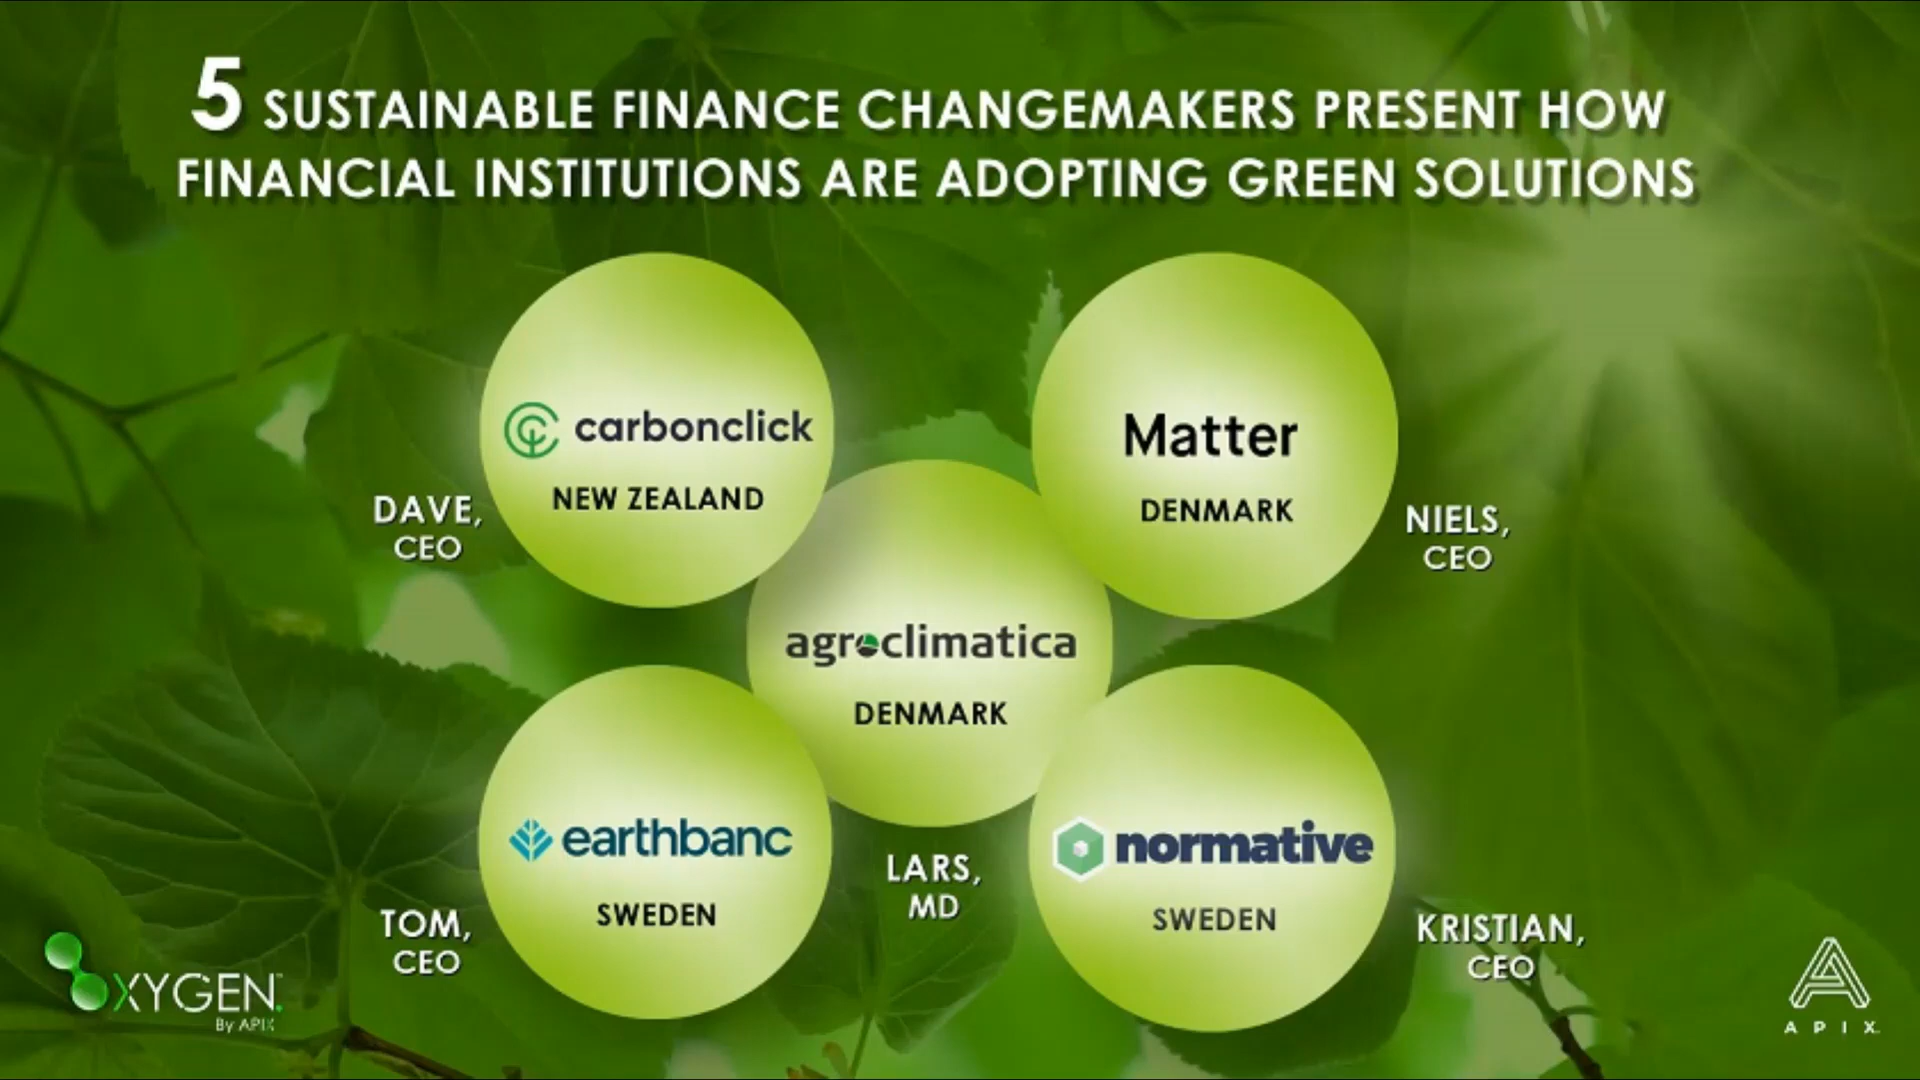 5 SUSTAINABLE FINANCE CHANGEMAKERS PRESENT HOW
FINANCIAL INSTITUTIONS ARE ADOPTING GREEN SOLUTIONS
carbonclick
NEW ZEALAND
DAVE,
CEO
Matter
DENMARK
NIELS,
CEO
agroclimatica
DENMARK
LARS,
MD
earthbanc
SWEDEN
TOM,
CEO
normative
SWEDEN
KRISTIAN,
CEO
OXYGEN
By APIX
APIX